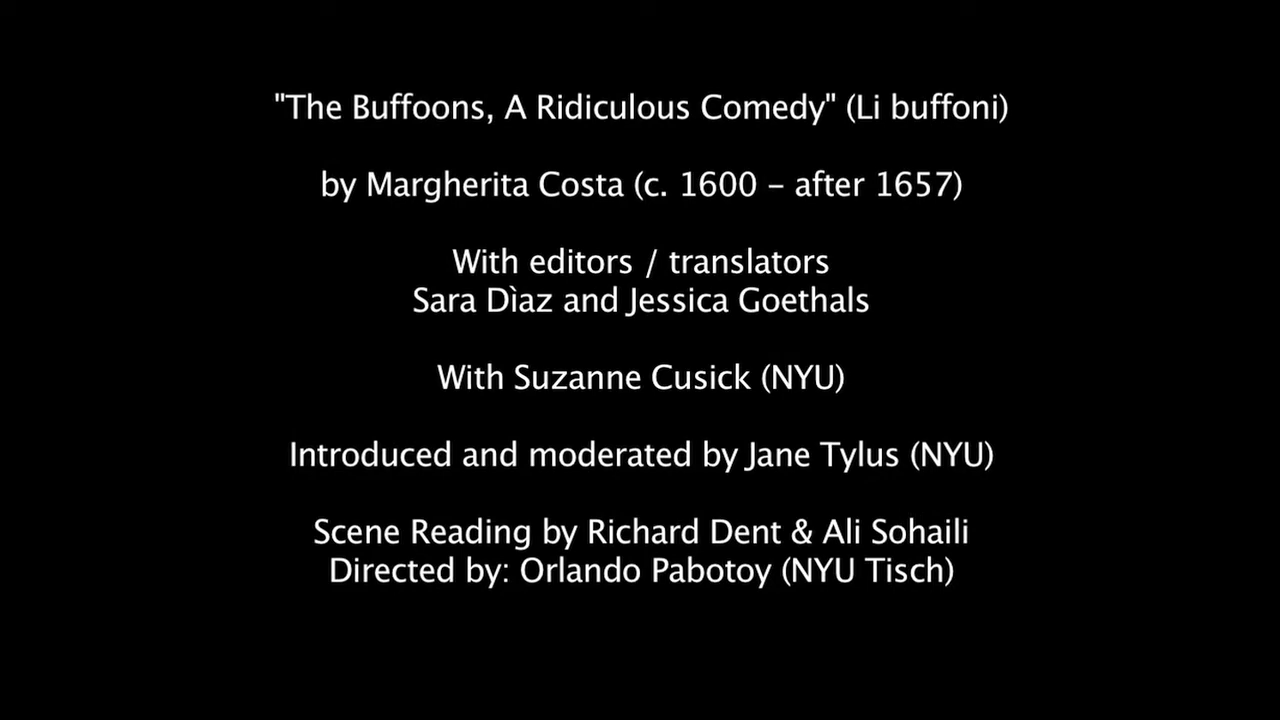 "The Buffoons, A Ridiculous Comedy" (Li buffoni)
by Margherita Costa (c. 1600 – after 1657)
With editors / translators
Sara Dìaz and Jessica Goethals
With Suzanne Cusick (NYU)
Introduced and moderated by Jane Tylus (NYU)
Scene Reading by Richard Dent & Ali Sohaili
Directed by: Orlando Pabotoy (NYU Tisch)